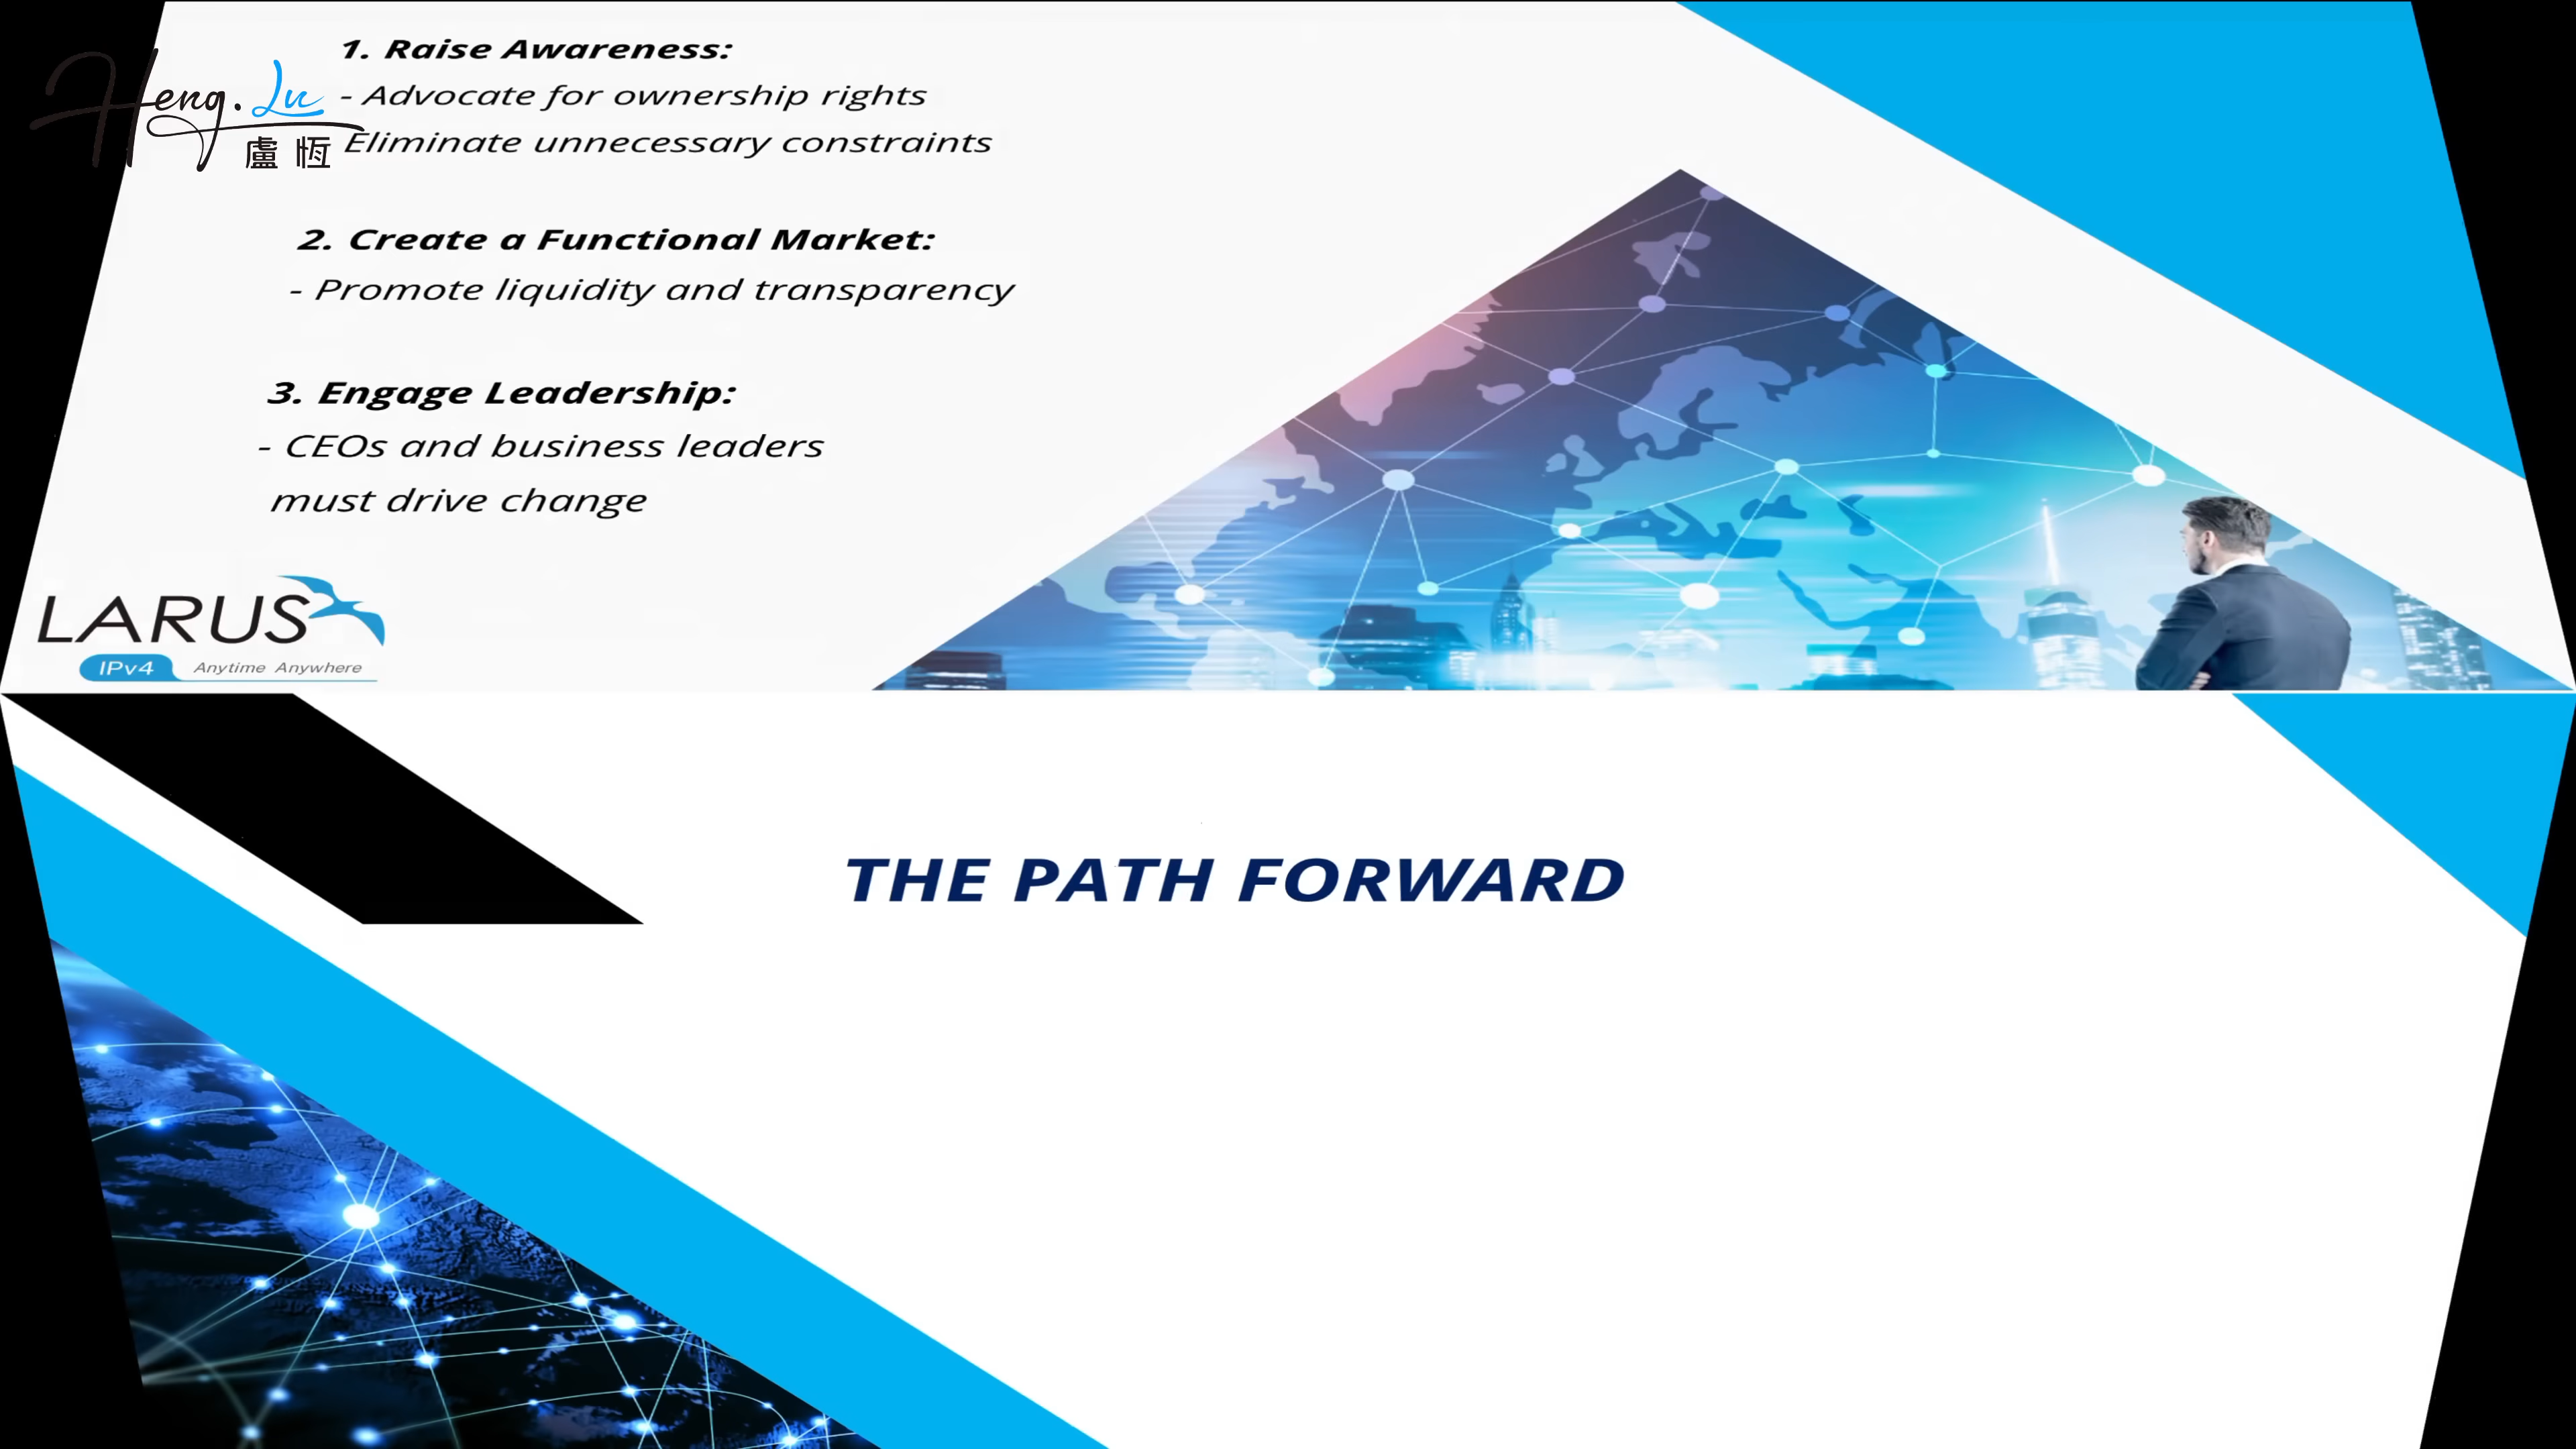 1. Raise Awareness:
Heng.Lu
- Advocate for ownership rights
Eliminate unnecessary constraints
盧恆
2. Create a Functional Market:
- Promote liquidity and transparency
3. Engage Leadership:
- CEOs and business leaders
must drive change
LARUS
IPv4 Anytime Anywhere
THE PATH FORWARD